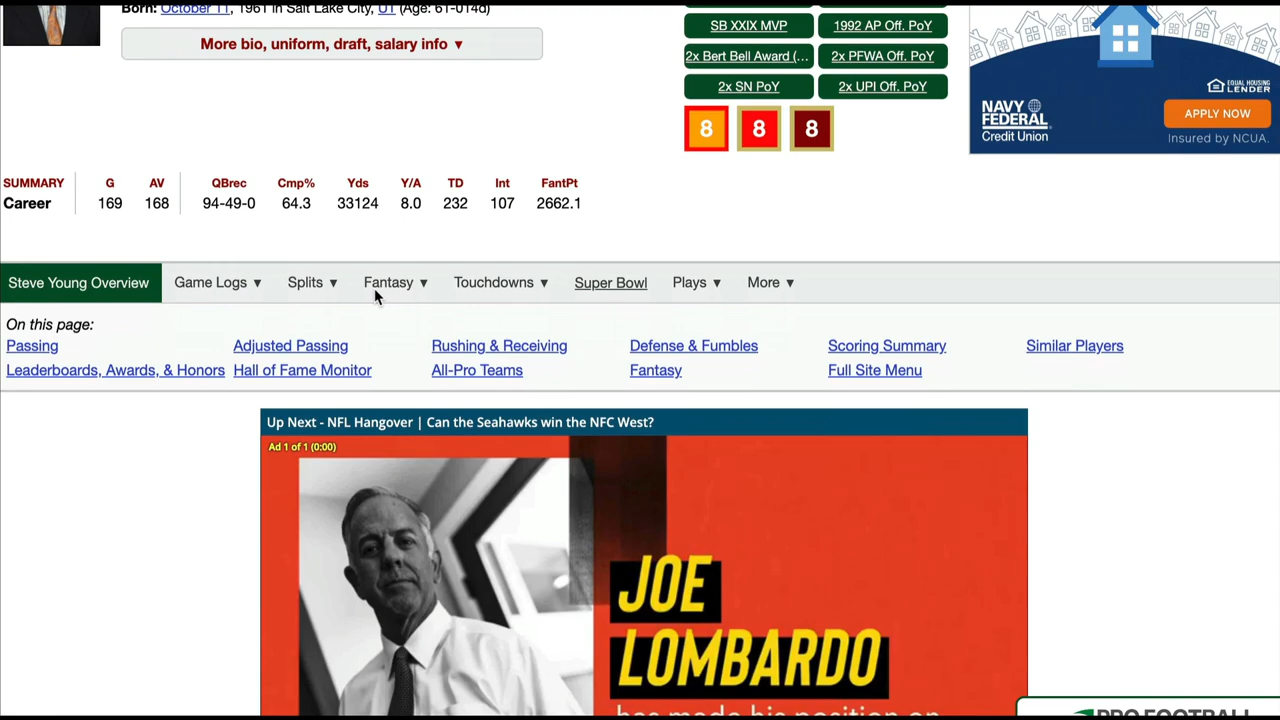 Born: October 11, 1961 in Salt Lake City, UT (Age: 61-014d)
More bio, uniform, draft, salary info ▼
SB XXIX MVP
1992 AP Off. PoY
2x Bert Bell Award (...
2x PFWA Off. PoY
2x SN PoY
2x UPI Off. PoY
8 8 8
EQUAL HOUSING
LENDER
NAVY
FEDERAL
Credit Union
APPLY NOW
Insured by NCUA.
SUMMARY G AV QBrec Cmp% Yds Y/A TD Int FantPt
Career 169 168 94-49-0 64.3 33124 8.0 232 107 2662.1
Steve Young Overview Game Logs ▼ Splits ▼ Fantasy ▼ Touchdowns ▼ Super Bowl Plays ▼ More ▼
On this page:
Passing Adjusted Passing Rushing & Receiving Defense & Fumbles Scoring Summary Similar Players
Leaderboards, Awards, & Honors Hall of Fame Monitor All-Pro Teams Fantasy Full Site Menu
Up Next - NFL Hangover | Can the Seahawks win the NFC West?
Ad 1 of 1 (0:00)
JOE
LOMBARDO
has made his position on
PRO FOOTBALL